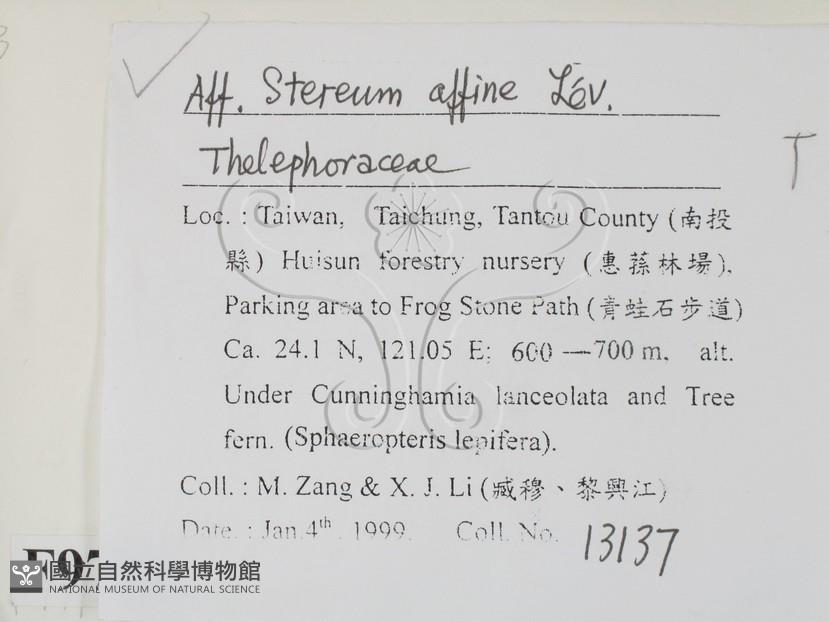 Aff. Stereum affine Lév.
Thelephoraceae
T
Loc. : Taiwan, Taichung, Tantou County (南投
縣) Huisun forestry nursery (惠蓀林場),
Parking area to Frog Stone Path (青蛙石步道)
Ca. 24.1 N, 121.05 E; 600 —700 m. alt.
Under Cunninghamia lanceolata and Tree
fern. (Sphaeropteris lepifera).
Coll. : M. Zang & X. J. Li (臧穆、黎興江)
Date. : Jan.4th. 1999. Coll. No. 13137
國立自然科學博物館
NATIONAL MUSEUM OF NATURAL SCIENCE